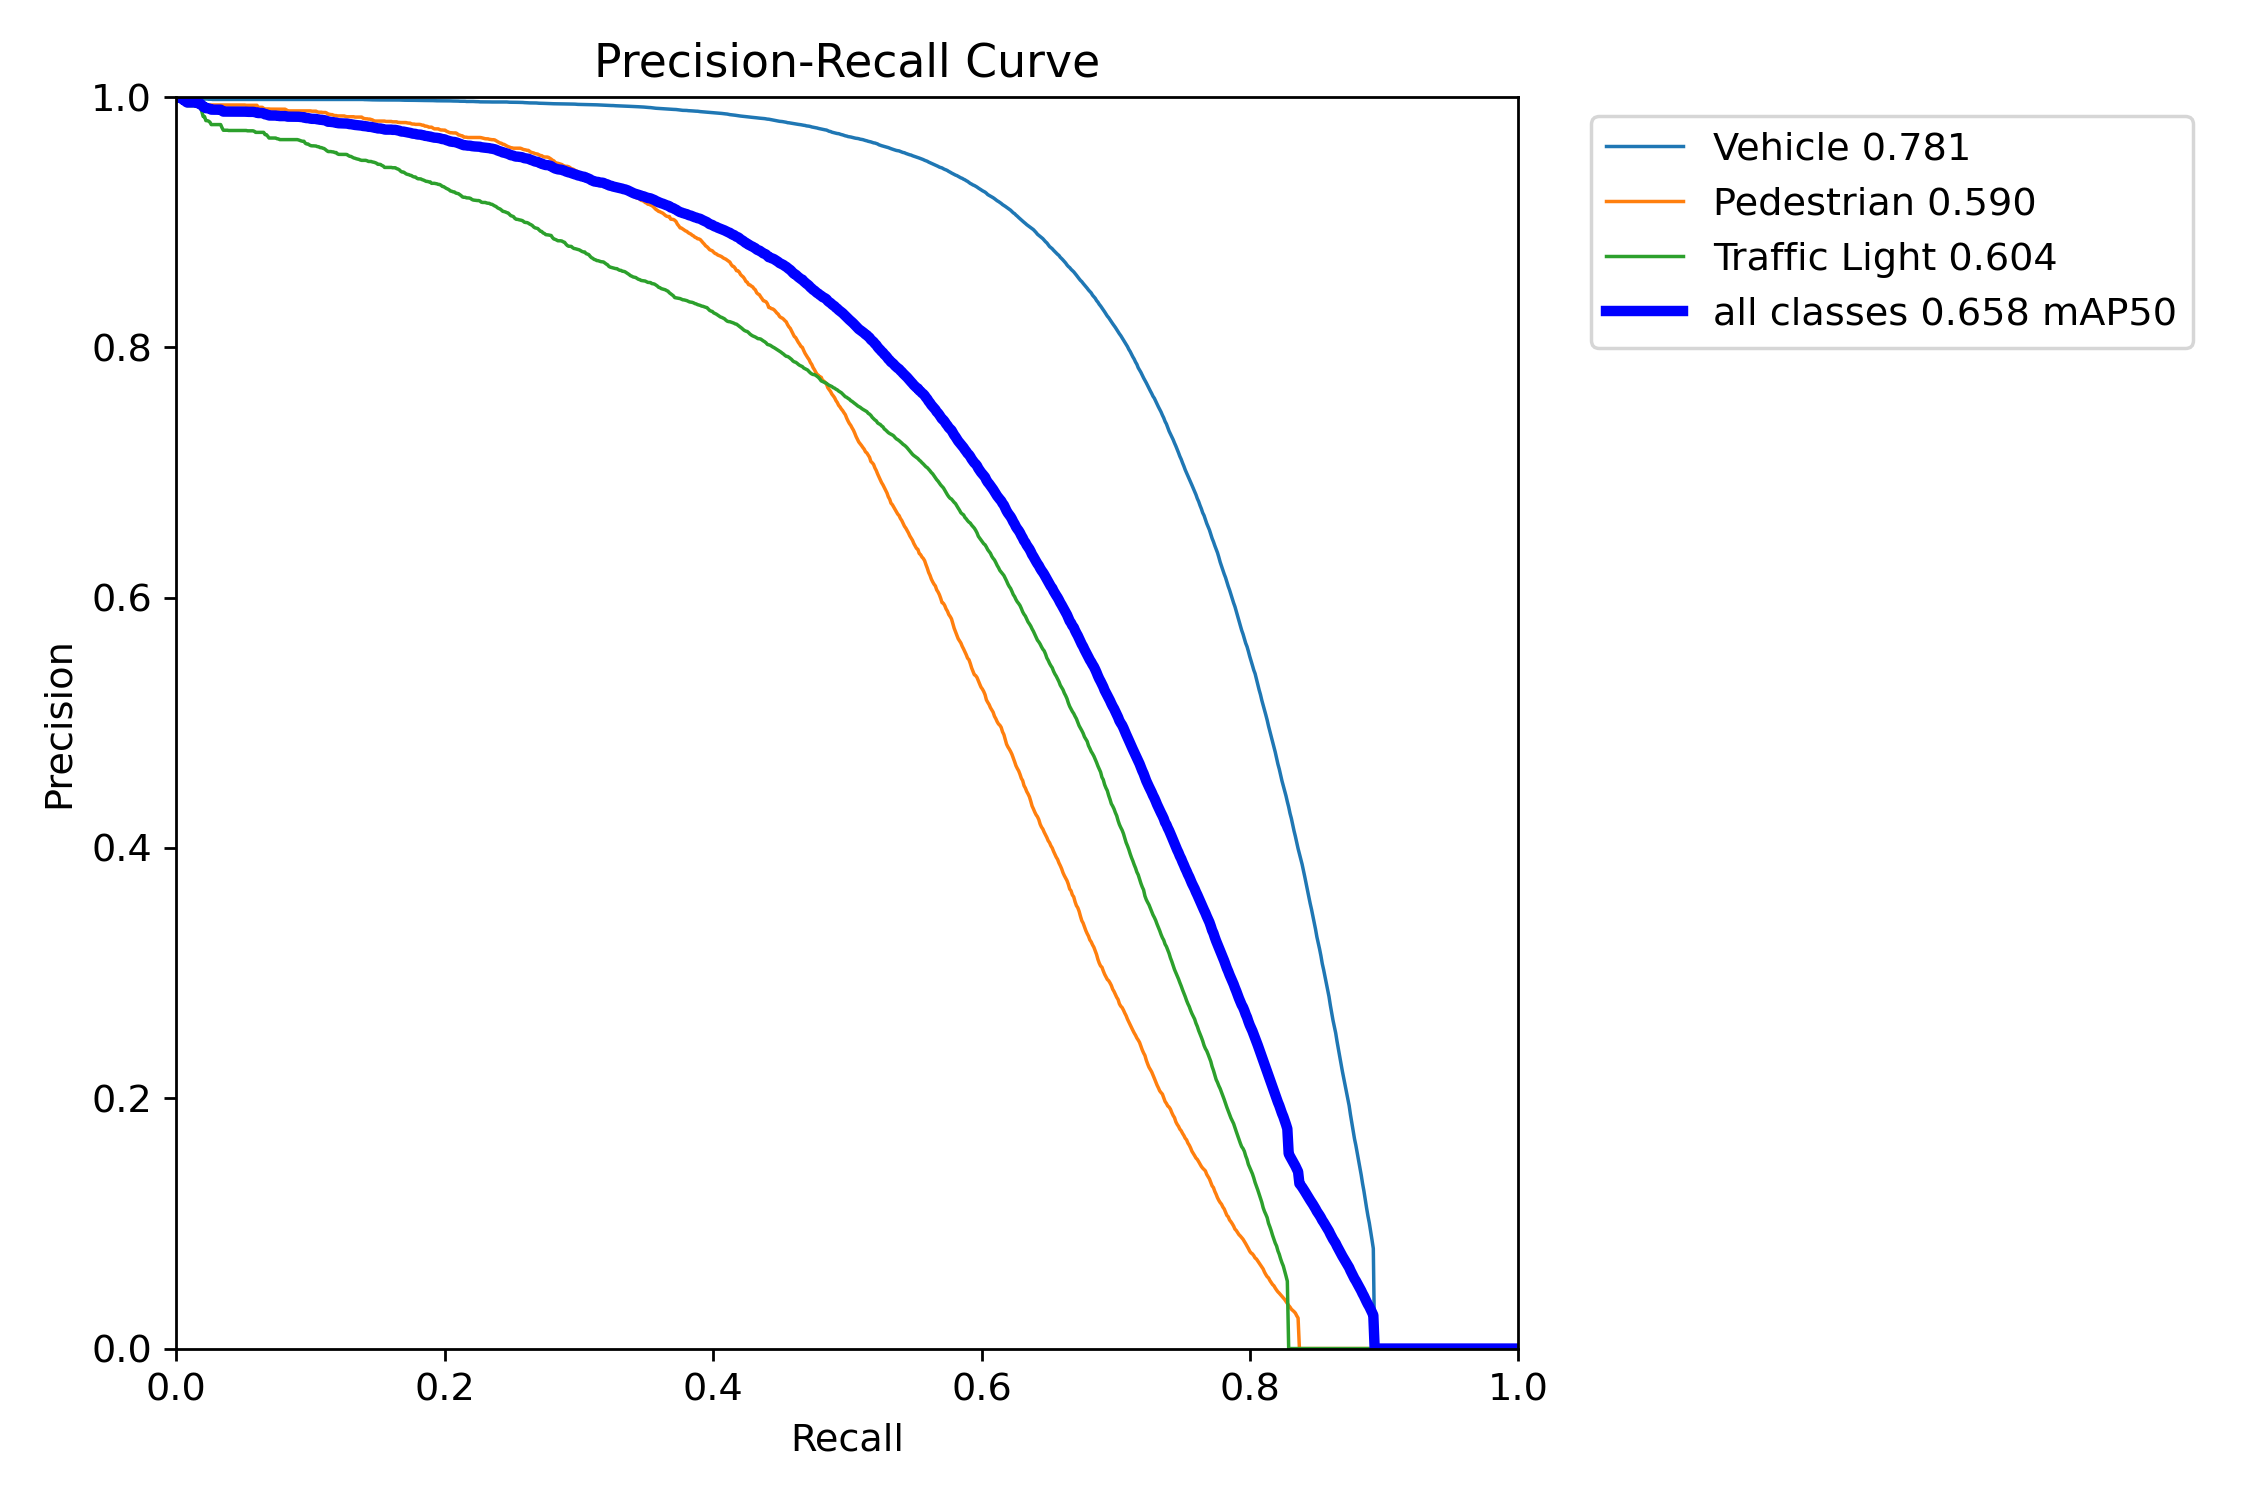 Precision-Recall Curve
1.0
0.8
0.6
0.4
0.2
0.0
Precision
0.0 0.2 0.4 0.6 0.8 1.0
Recall
Vehicle 0.781
Pedestrian 0.590
Traffic Light 0.604
all classes 0.658 mAP50